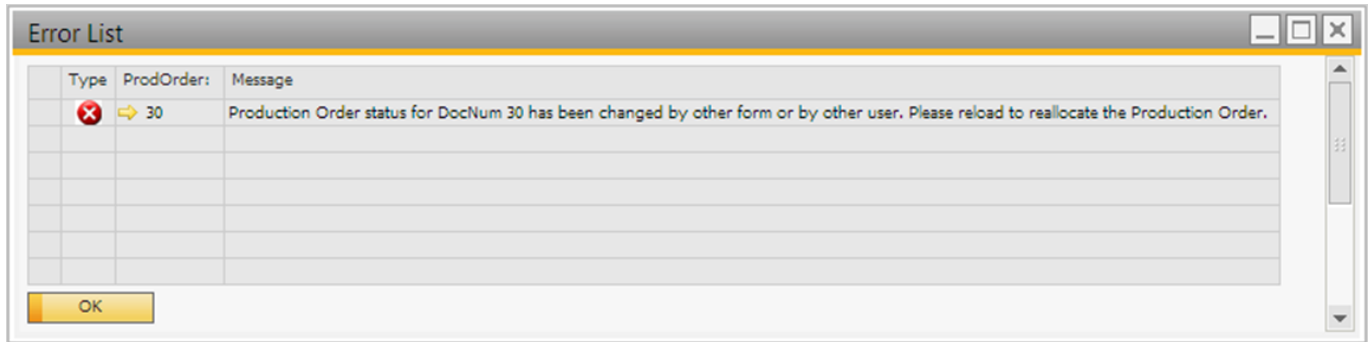 Error List
Type ProdOrder: Message
30 Production Order status for DocNum 30 has been changed by other form or by other user. Please reload to reallocate the Production Order.
OK